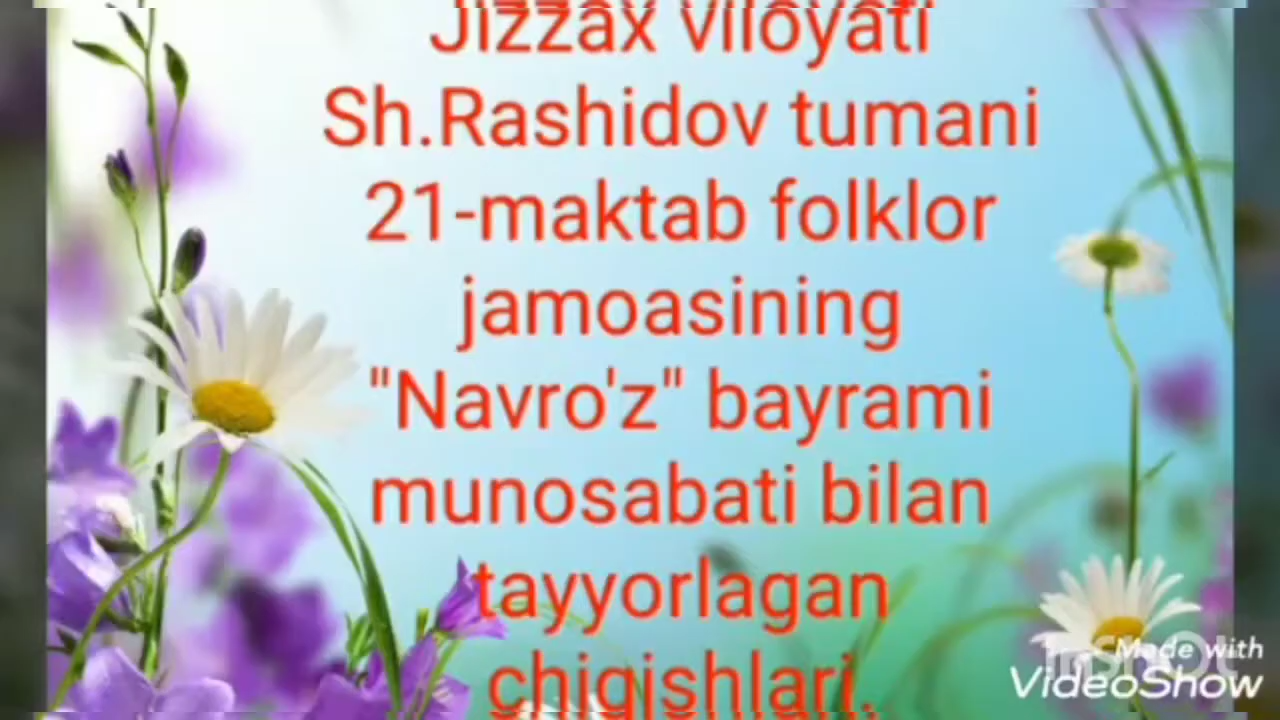 Jizzax viloyati
Sh.Rashidov tumani
21-maktab folklor
jamoasining
"Navro'z" bayrami
munosabati bilan
tayyorlagan
chiqishlari.
Made with
VideoShow